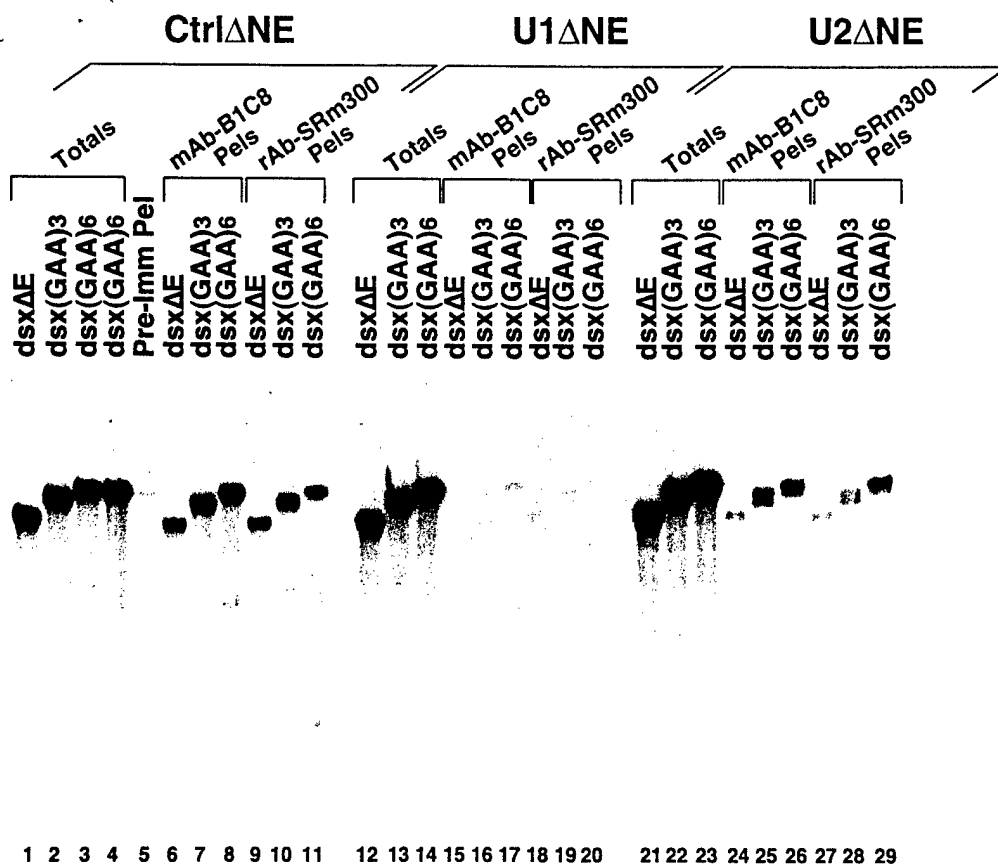 CtrlΔNE U1ΔNE U2ΔNE
Totals mAb-B1C8 Pels rAb-SRm300 Pels Totals mAb-B1C8 Pels rAb-SRm300 Pels Totals mAb-B1C8 Pels rAb-SRm300 Pels
dsxΔE
dsx(GAA)3
dsx(GAA)6
dsx(GAA)6
Pre-Imm Pel
dsxΔE
dsx(GAA)3
dsx(GAA)6
dsxΔE
dsx(GAA)3
dsx(GAA)6
dsxΔE
dsx(GAA)3
dsx(GAA)6
dsxΔE
dsx(GAA)3
dsx(GAA)6
dsxΔE
dsx(GAA)3
dsx(GAA)6
dsxΔE
dsx(GAA)3
dsx(GAA)6
dsxΔE
dsx(GAA)3
dsx(GAA)6
dsxΔE
dsx(GAA)3
dsx(GAA)6
1 2 3 4 5 6 7 8 9 10 11 12 13 14 15 16 17 18 19 20 21 22 23 24 25 26 27 28 29